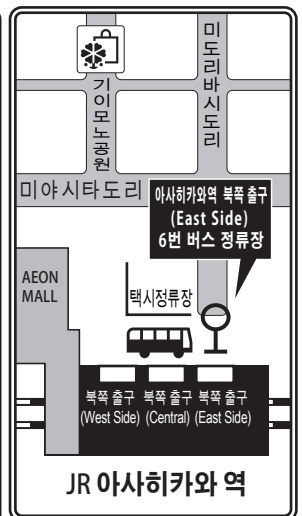 기이모노공원
미도리바시도리
미야시타도리
아사히카와역 북쪽 출구
(East Side)
6번 버스 정류장
AEON
MALL
택시정류장
북쪽 출구
(West Side)
북쪽 출구
(Central)
북쪽 출구
(East Side)
JR 아사히카와 역